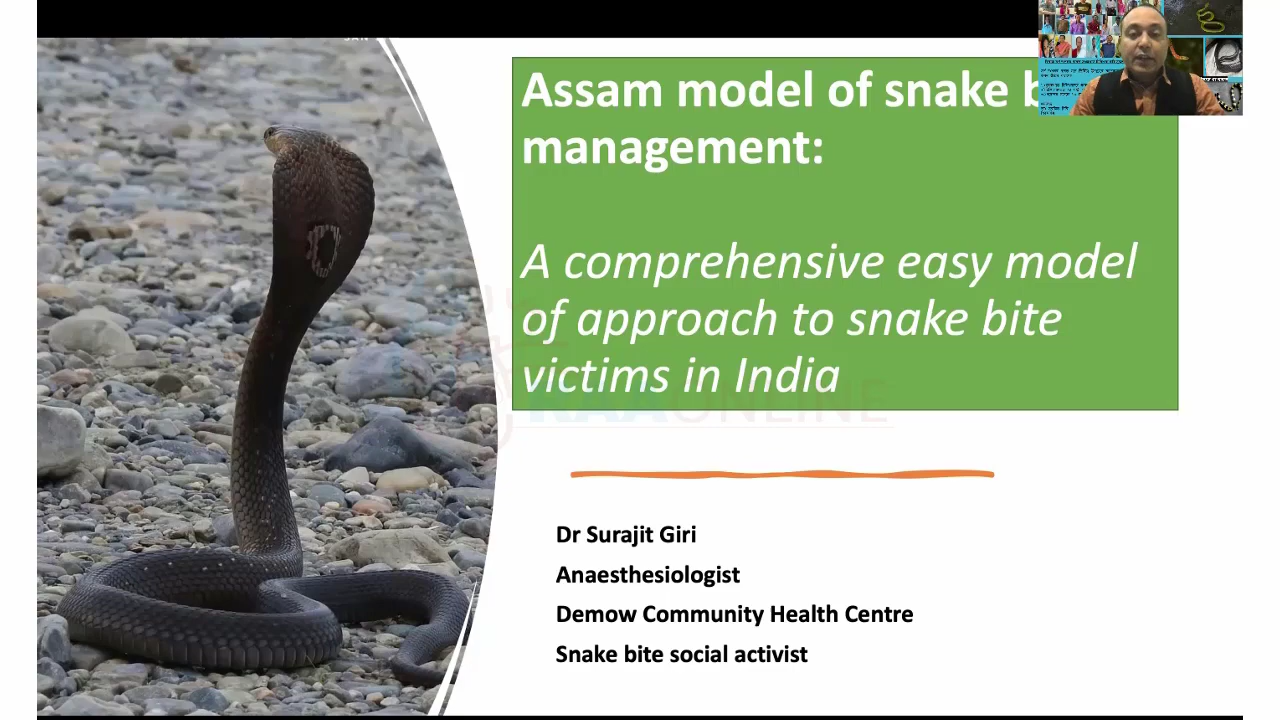 Assam model of snake b
management:
A comprehensive easy model
of approach to snake bite
victims in India
KAAONLINE
Dr Surajit Giri
Anaesthesiologist
Demow Community Health Centre
Snake bite social activist